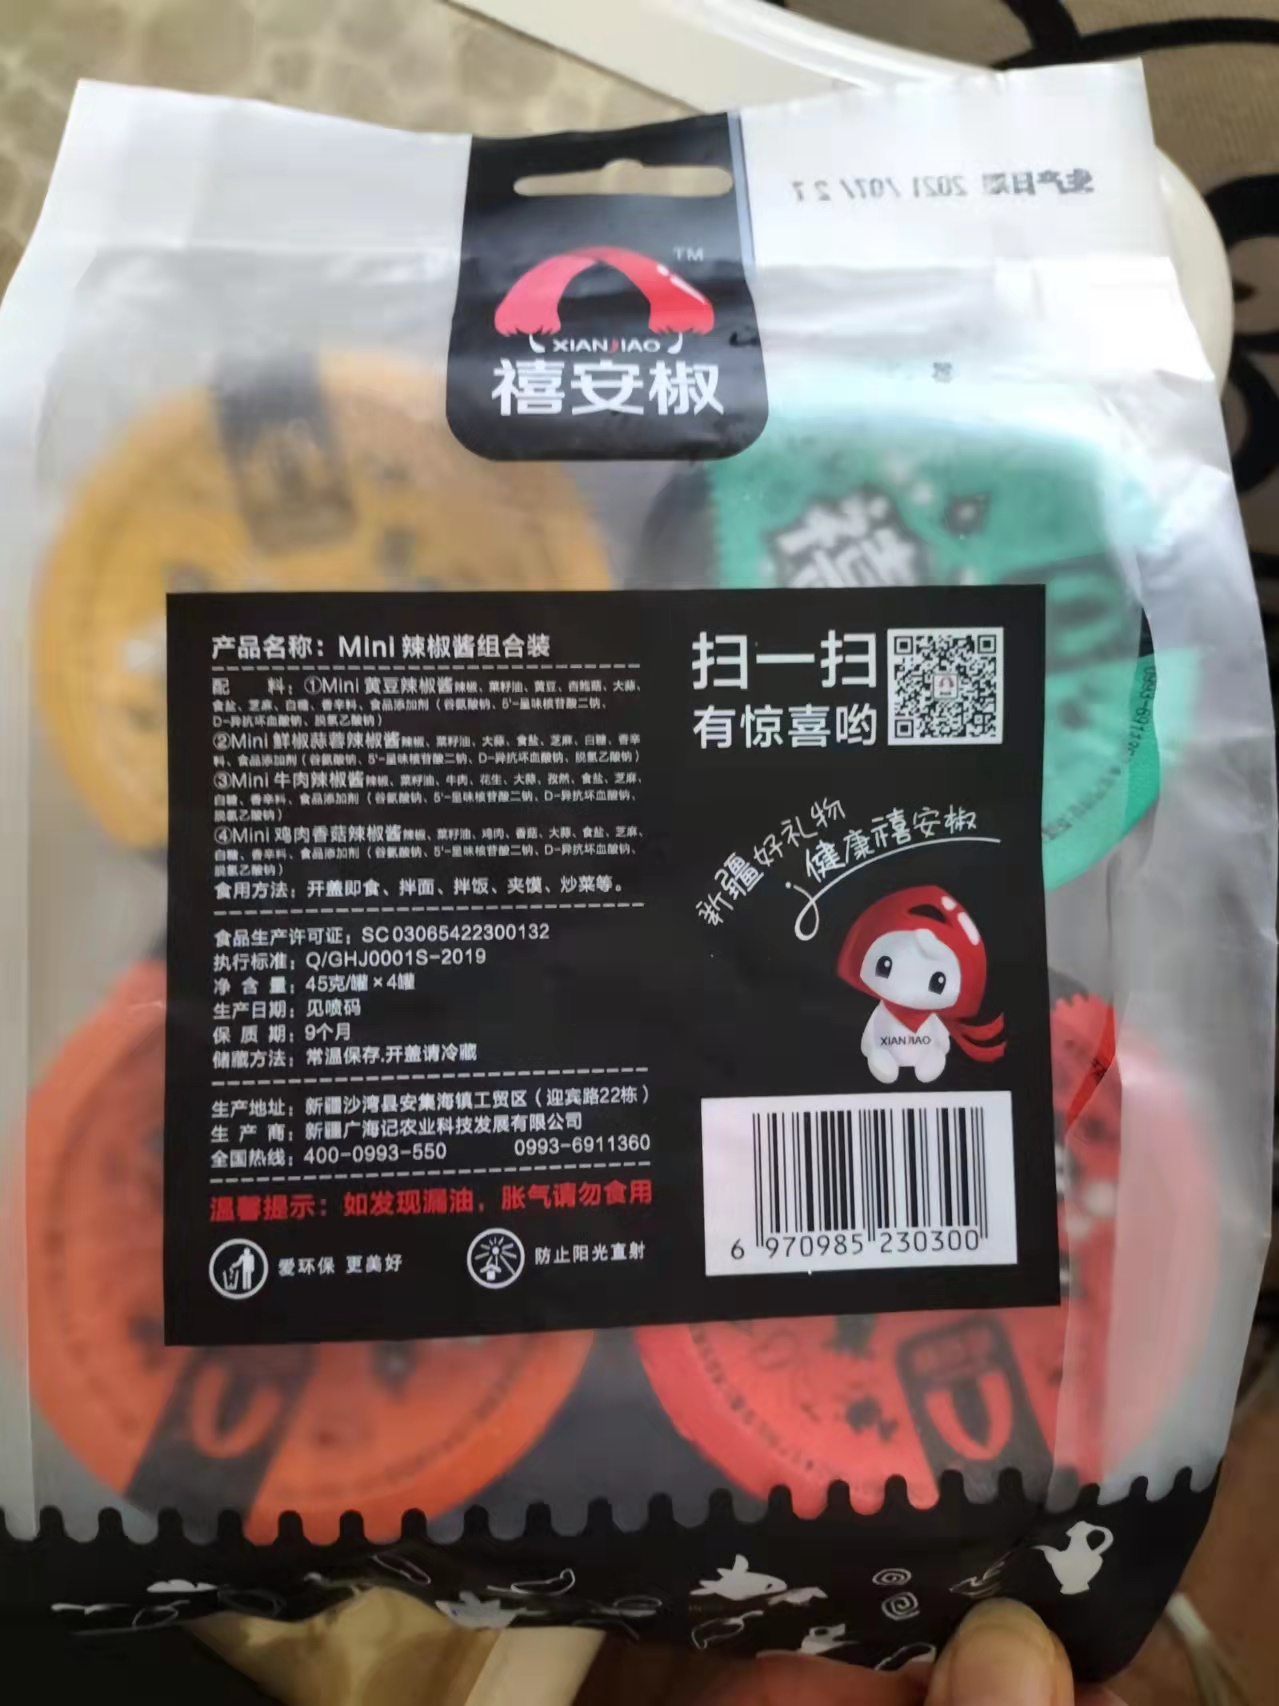 生产日期 2021/07/27
TM
XIANJIAO
禧安椒
产品名称：Mini 辣椒酱组合装
配 料：①Mini 黄豆辣椒酱辣椒、菜籽油、黄豆、杏鲍菇、大蒜、
食盐、芝麻、白糖、香辛料、食品添加剂（谷氨酸钠、5'-呈味核苷酸二钠、
D-异抗坏血酸钠、脱氢乙酸钠）
②Mini 鲜椒蒜蓉辣椒酱辣椒、菜籽油、大蒜、食盐、芝麻、白糖、香辛
料、食品添加剂（谷氨酸钠、5'-呈味核苷酸二钠、D-异抗坏血酸钠、脱氢乙酸钠）
③Mini 牛肉辣椒酱辣椒、菜籽油、牛肉、花生、大蒜、孜然、食盐、芝麻、
白糖、香辛料、食品添加剂（谷氨酸钠、5'-呈味核苷酸二钠、D-异抗坏血酸钠、
脱氢乙酸钠）
④Mini 鸡肉香菇辣椒酱辣椒、菜籽油、鸡肉、香菇、大蒜、食盐、芝麻、
白糖、香辛料、食品添加剂（谷氨酸钠、5'-呈味核苷酸二钠、D-异抗坏血酸钠、
脱氢乙酸钠）
食用方法：开盖即食、拌面、拌饭、夹馍、炒菜等。
食品生产许可证：SC03065422300132
执行标准：Q/GHJ0001S-2019
净 含 量：45克/罐×4罐
生产日期：见喷码
保 质 期：9个月
储藏方法：常温保存.开盖请冷藏
生产地址：新疆沙湾县安集海镇工贸区（迎宾路22栋）
生 产 商：新疆广海记农业科技发展有限公司
全国热线：400-0993-550 0993-6911360
温馨提示：如发现漏油，胀气请勿食用
爱环保 更美好
防止阳光直射
扫一扫
有惊喜哟
新疆好礼物
健康禧安椒
XIANJIAO
6 970985 230300